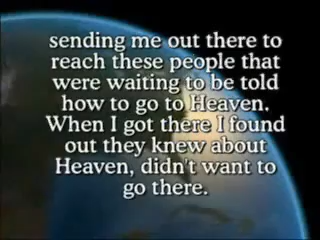 sending me out there to
reach these people that
were waiting to be told
how to go to Heaven.
When I got there I found
out they knew about
Heaven, didn't want to
go there.